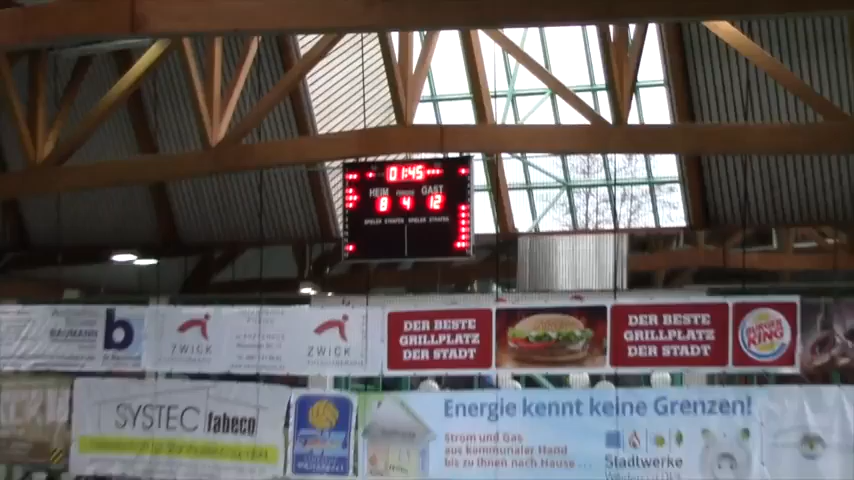 01:45
HEIM GAST
8 4 12
SPIELER STRAFEN SPIELER STRAFEN
BAUMANN b
ZWICK
ZWICK
DER BESTE
GRILLPLATZ
DER STADT
DER BESTE
GRILLPLATZ
DER STADT
BURGER
KING
SYSTEC fabeco
Energie kennt keine Grenzen!
Strom und Gas
aus kommunaler Hand
bis zu Ihnen nach Hause...
Stadtwerke